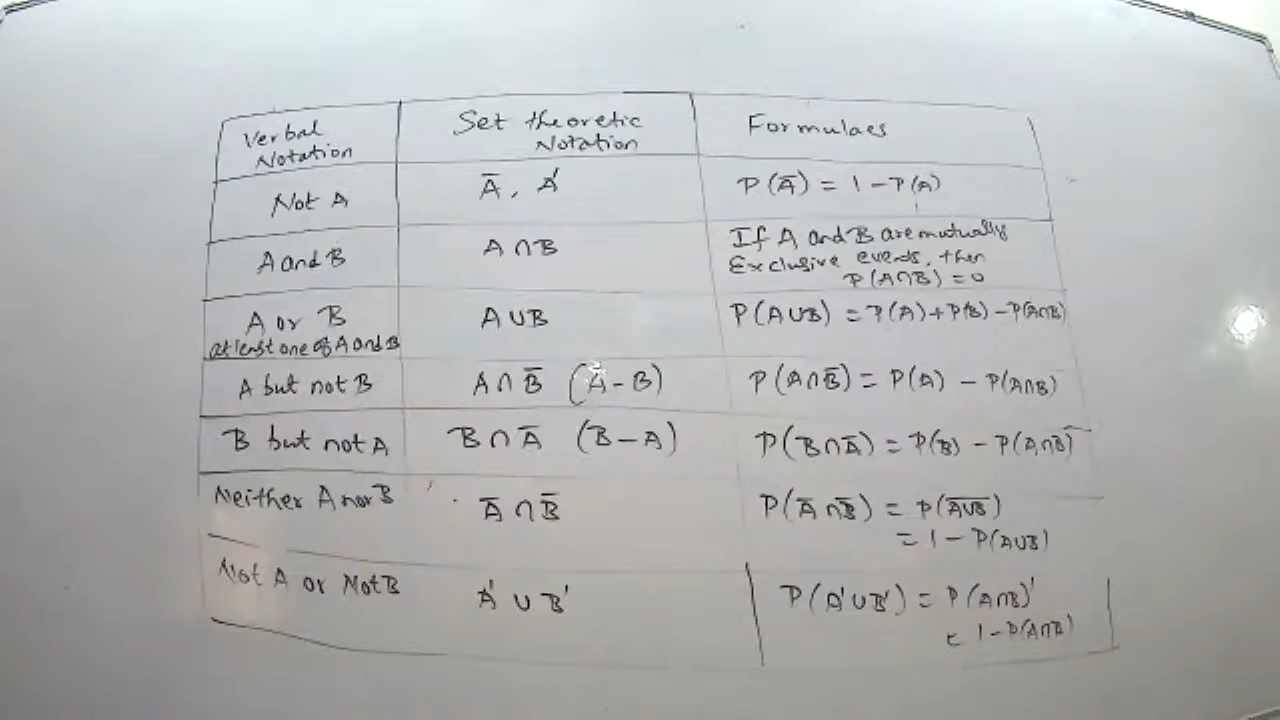 Verbal
Notation
Set theoretic
Notation
Formulaes
Not A
Ā, A'
P(Ā) = 1 - P(A)
A and B
A∩B
If A and B are mutually
Exclusive events, then
P(A∩B) = 0
A or B
at least one of A and B
A∪B
P(A∪B) = P(A)+P(B) - P(A∩B)
A but not B
A∩B̅ (A-B)
P(A∩B̅) = P(A) - P(A∩B)
B but not A
B∩Ā (B-A)
P(B∩Ā) = P(B) - P(A∩B)
Neither A nor B
Ā∩B̅
P(Ā∩B̅) = P(A̅∪̅B̅)
= 1 - P(A∪B)
Not A or Not B
A'∪B'
P(A'∪B') = P(A∩B)'
= 1-P(A∩B)